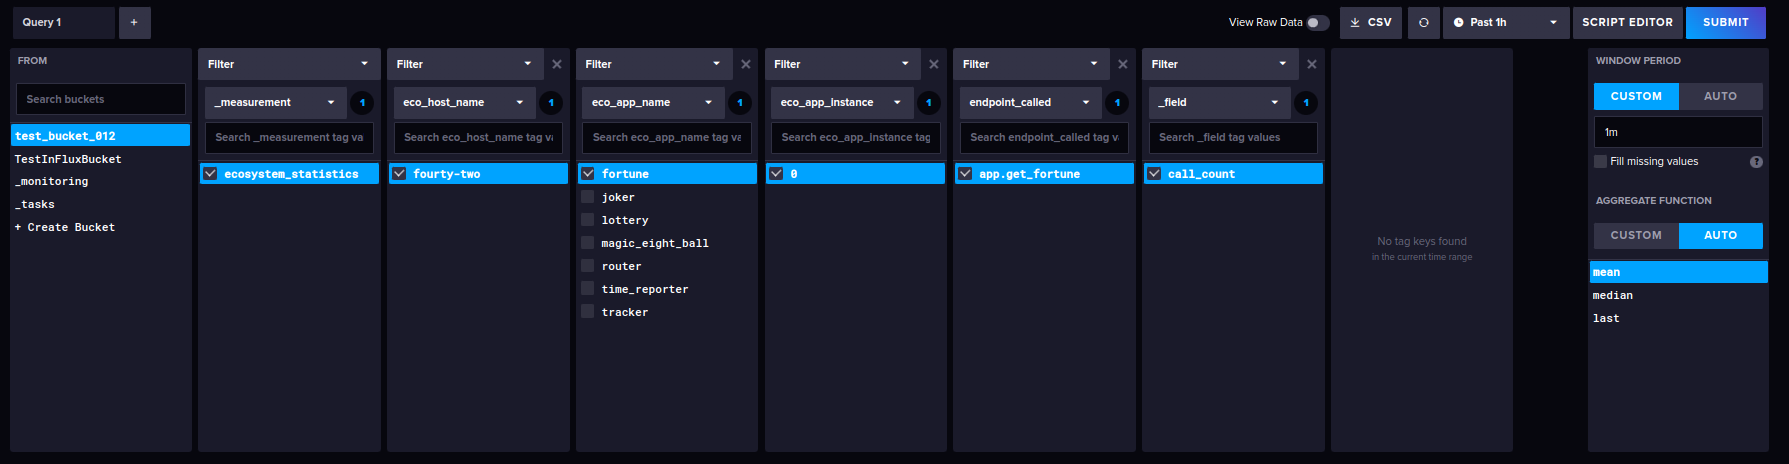 Query 1
+
View Raw Data
CSV
Past 1h
SCRIPT EDITOR
SUBMIT
FROM
Search buckets
test_bucket_012
TestInFluxBucket
_monitoring
_tasks
+ Create Bucket
Filter
_measurement
1
Search _measurement tag va
ecosystem_statistics
Filter
eco_host_name
1
Search eco_host_name tag va
fourty-two
Filter
eco_app_name
1
Search eco_app_name tag va
fortune
joker
lottery
magic_eight_ball
router
time_reporter
tracker
Filter
eco_app_instance
1
Search eco_app_instance tag
0
Filter
endpoint_called
1
Search endpoint_called tag v
app.get_fortune
Filter
_field
1
Search _field tag values
call_count
No tag keys found
in the current time range
WINDOW PERIOD
CUSTOM
AUTO
1m
Fill missing values
?
AGGREGATE FUNCTION
CUSTOM
AUTO
mean
median
last